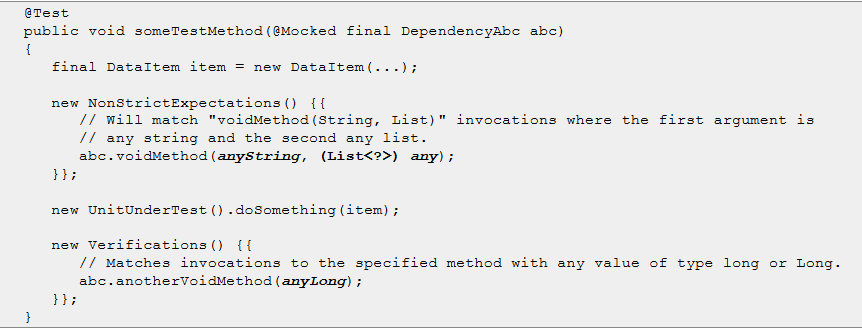 @Test
public void someTestMethod(@Mocked final DependencyAbc abc)
{
   final DataItem item = new DataItem(...);

   new NonStrictExpectations() {{
      // Will match "voidMethod(String, List)" invocations where the first argument is
      // any string and the second any list.
      abc.voidMethod(anyString, (List<?>) any);
   }};

   new UnitUnderTest().doSomething(item);

   new Verifications() {{
      // Matches invocations to the specified method with any value of type long or Long.
      abc.anotherVoidMethod(anyLong);
   }};
}